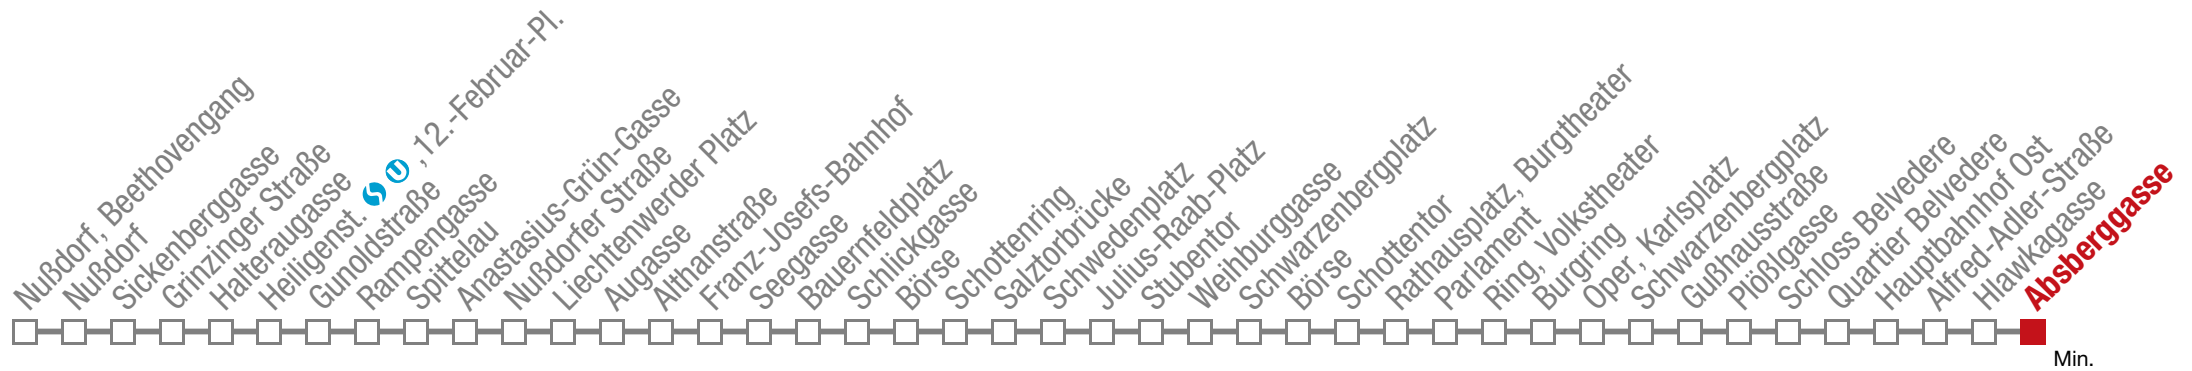 Nußdorf, Beethovengang
Nußdorf
Sickenberggasse
Grinzinger Straße
Halteraugasse
Heiligenst. S U , 12.-Februar-Pl.
Gunoldstraße
Rampengasse
Spittelau
Anastasius-Grün-Gasse
Nußdorfer Straße
Liechtenwerder Platz
Augasse
Althanstraße
Franz-Josefs-Bahnhof
Seegasse
Bauernfeldplatz
Schlickgasse
Börse
Schottenring
Salztorbrücke
Schwedenplatz
Julius-Raab-Platz
Stubentor
Weihburggasse
Schwarzenbergplatz
Börse
Schottentor
Rathausplatz, Burgtheater
Parlament
Ring, Volkstheater
Burgring
Oper, Karlsplatz
Schwarzenbergplatz
Gußhausstraße
Plößlgasse
Schloss Belvedere
Quartier Belvedere
Hauptbahnhof Ost
Alfred-Adler-Straße
Hlawkagasse
Absberggasse
Min.